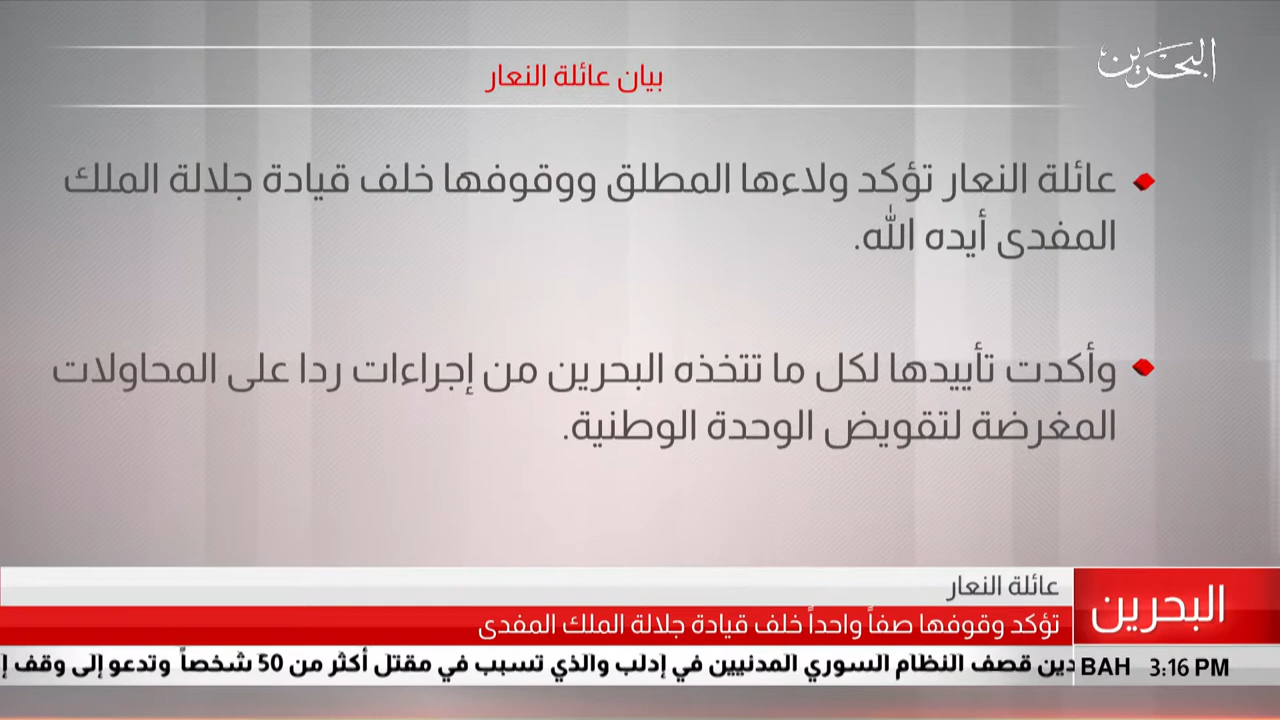 البحرين
بيان عائلة النعار
عائلة النعار تؤكد ولاءها المطلق ووقوفها خلف قيادة جلالة الملك
المفدى أيده الله.
وأكدت تأييدها لكل ما تتخذه البحرين من إجراءات ردا على المحاولات
المغرضة لتقويض الوحدة الوطنية.
البحرين
عائلة النعار
تؤكد وقوفها صفاً واحداً خلف قيادة جلالة الملك المفدى
BAH 3:16 PM
دين قصف النظام السوري المدنيين في إدلب والذي تسبب في مقتل أكثر من 50 شخصاً وتدعو إلى وقف إ